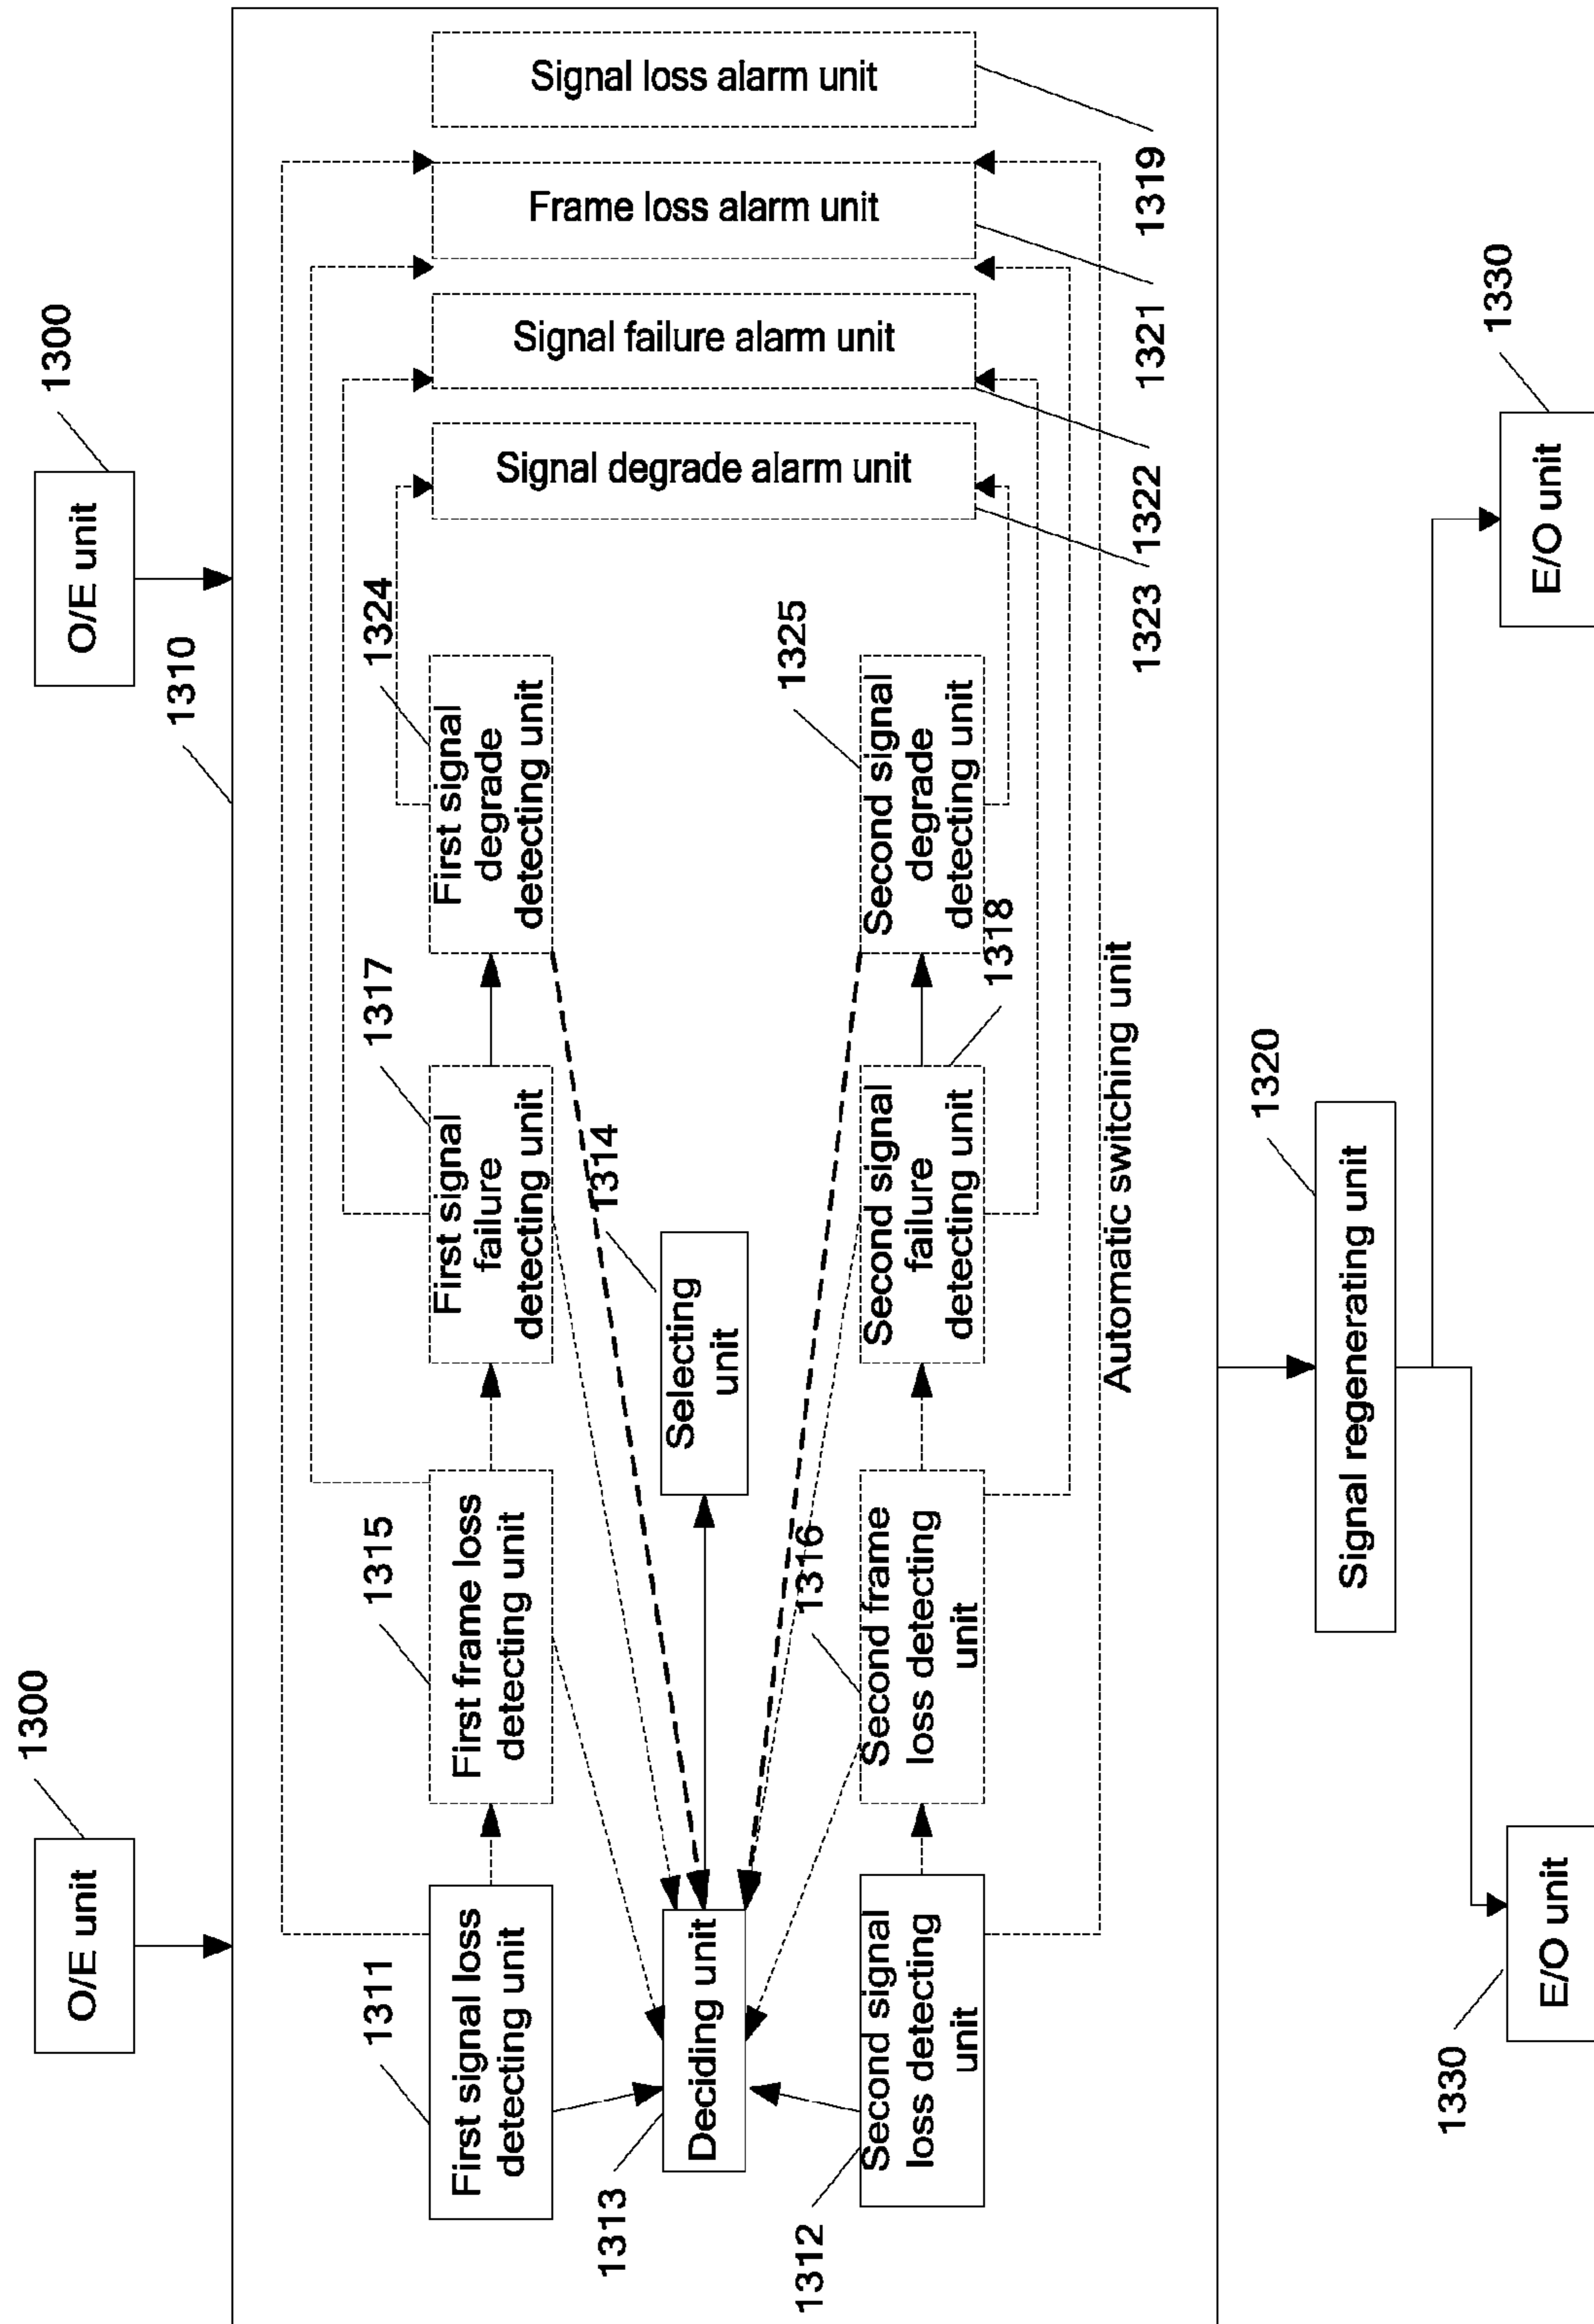 1300
O/E unit
1300
O/E unit
1310
1311
First signal loss
detecting unit
1315
First frame loss
detecting unit
1317
First signal
failure
detecting unit
1324
First signal
degrade
detecting unit
1313
Deciding unit
1314
Selecting
unit
1312
Second signal
loss detecting
unit
1316
Second frame
loss detecting
unit
Second signal
failure
detecting unit
1318
1325
Second signal
degrade
detecting unit
Signal degrade alarm unit
Signal failure alarm unit
Frame loss alarm unit
Signal loss alarm unit
1323
1322
1321
1319
Automatic switching unit
1320
Signal regenerating unit
1330
E/O unit
1330
E/O unit